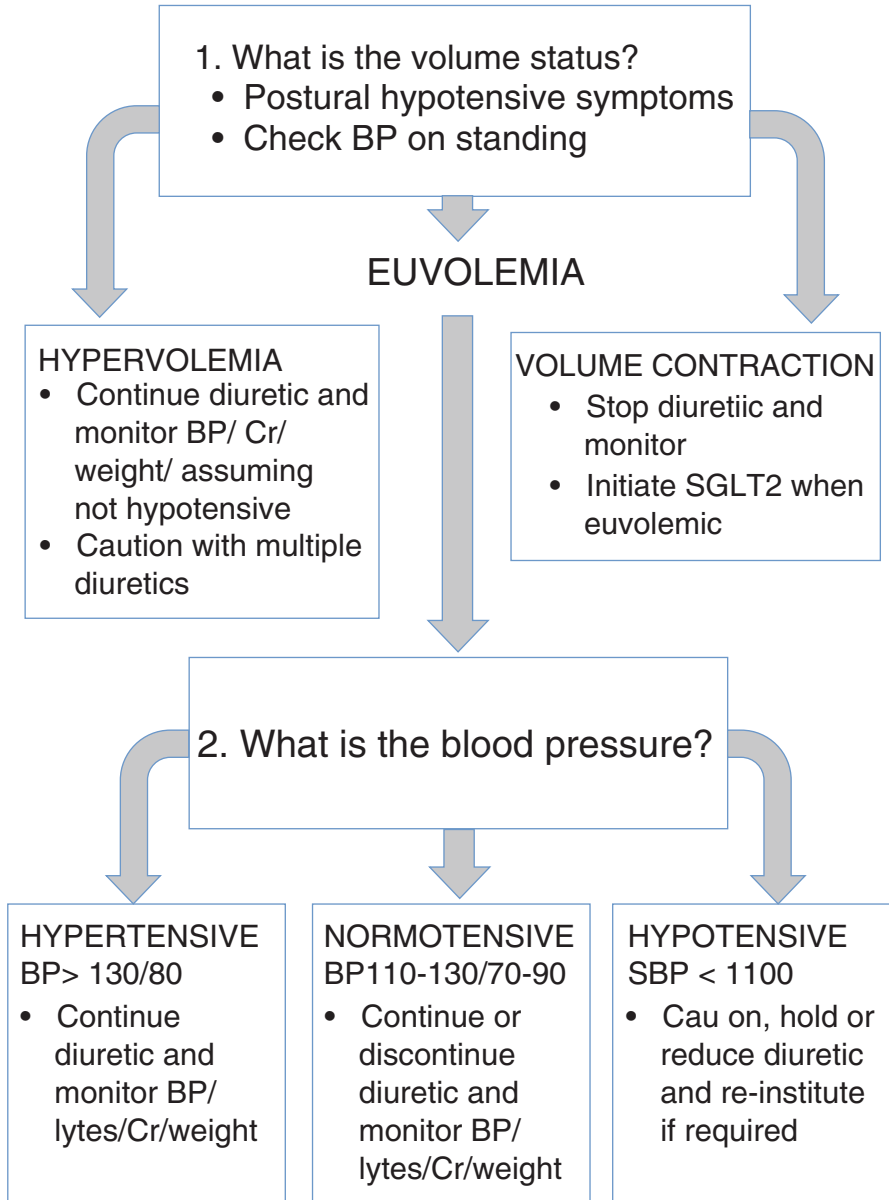 1. What is the volume status?
• Postural hypotensive symptoms
• Check BP on standing
EUVOLEMIA
HYPERVOLEMIA
• Continue diuretic and
monitor BP/ Cr/
weight/ assuming
not hypotensive
• Caution with multiple
diuretics
VOLUME CONTRACTION
• Stop diuretiic and
monitor
• Initiate SGLT2 when
euvolemic
2. What is the blood pressure?
HYPERTENSIVE
BP> 130/80
• Continue
diuretic and
monitor BP/
lytes/Cr/weight
NORMOTENSIVE
BP110-130/70-90
• Continue or
discontinue
diuretic and
monitor BP/
lytes/Cr/weight
HYPOTENSIVE
SBP < 1100
• Cau on, hold or
reduce diuretic
and re-institute
if required